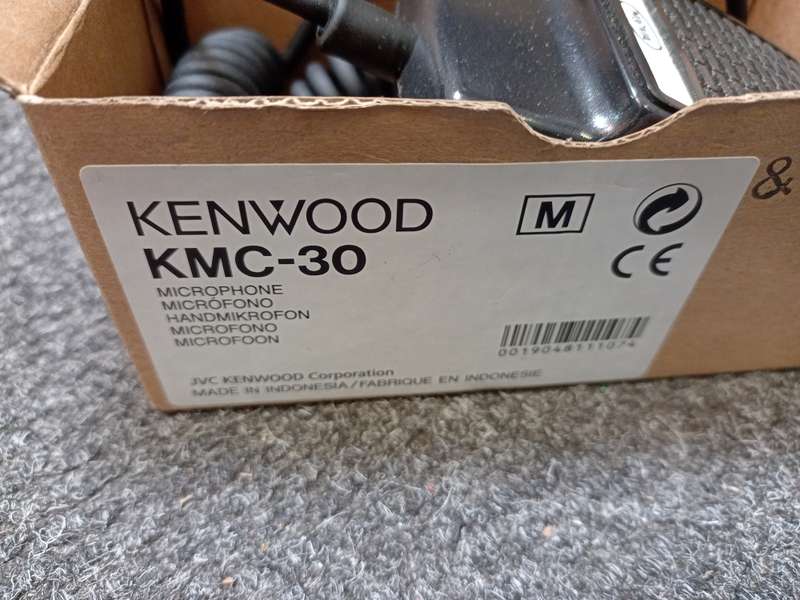 KENWOOD
M
KMC-30
CE
MICROPHONE
MICRÓFONO
HANDMIKROFON
MICROFONO
MICROFOON
0019048111074
JVC KENWOOD Corporation
MADE IN INDONESIA/FABRIQUE EN INDONESIE
&